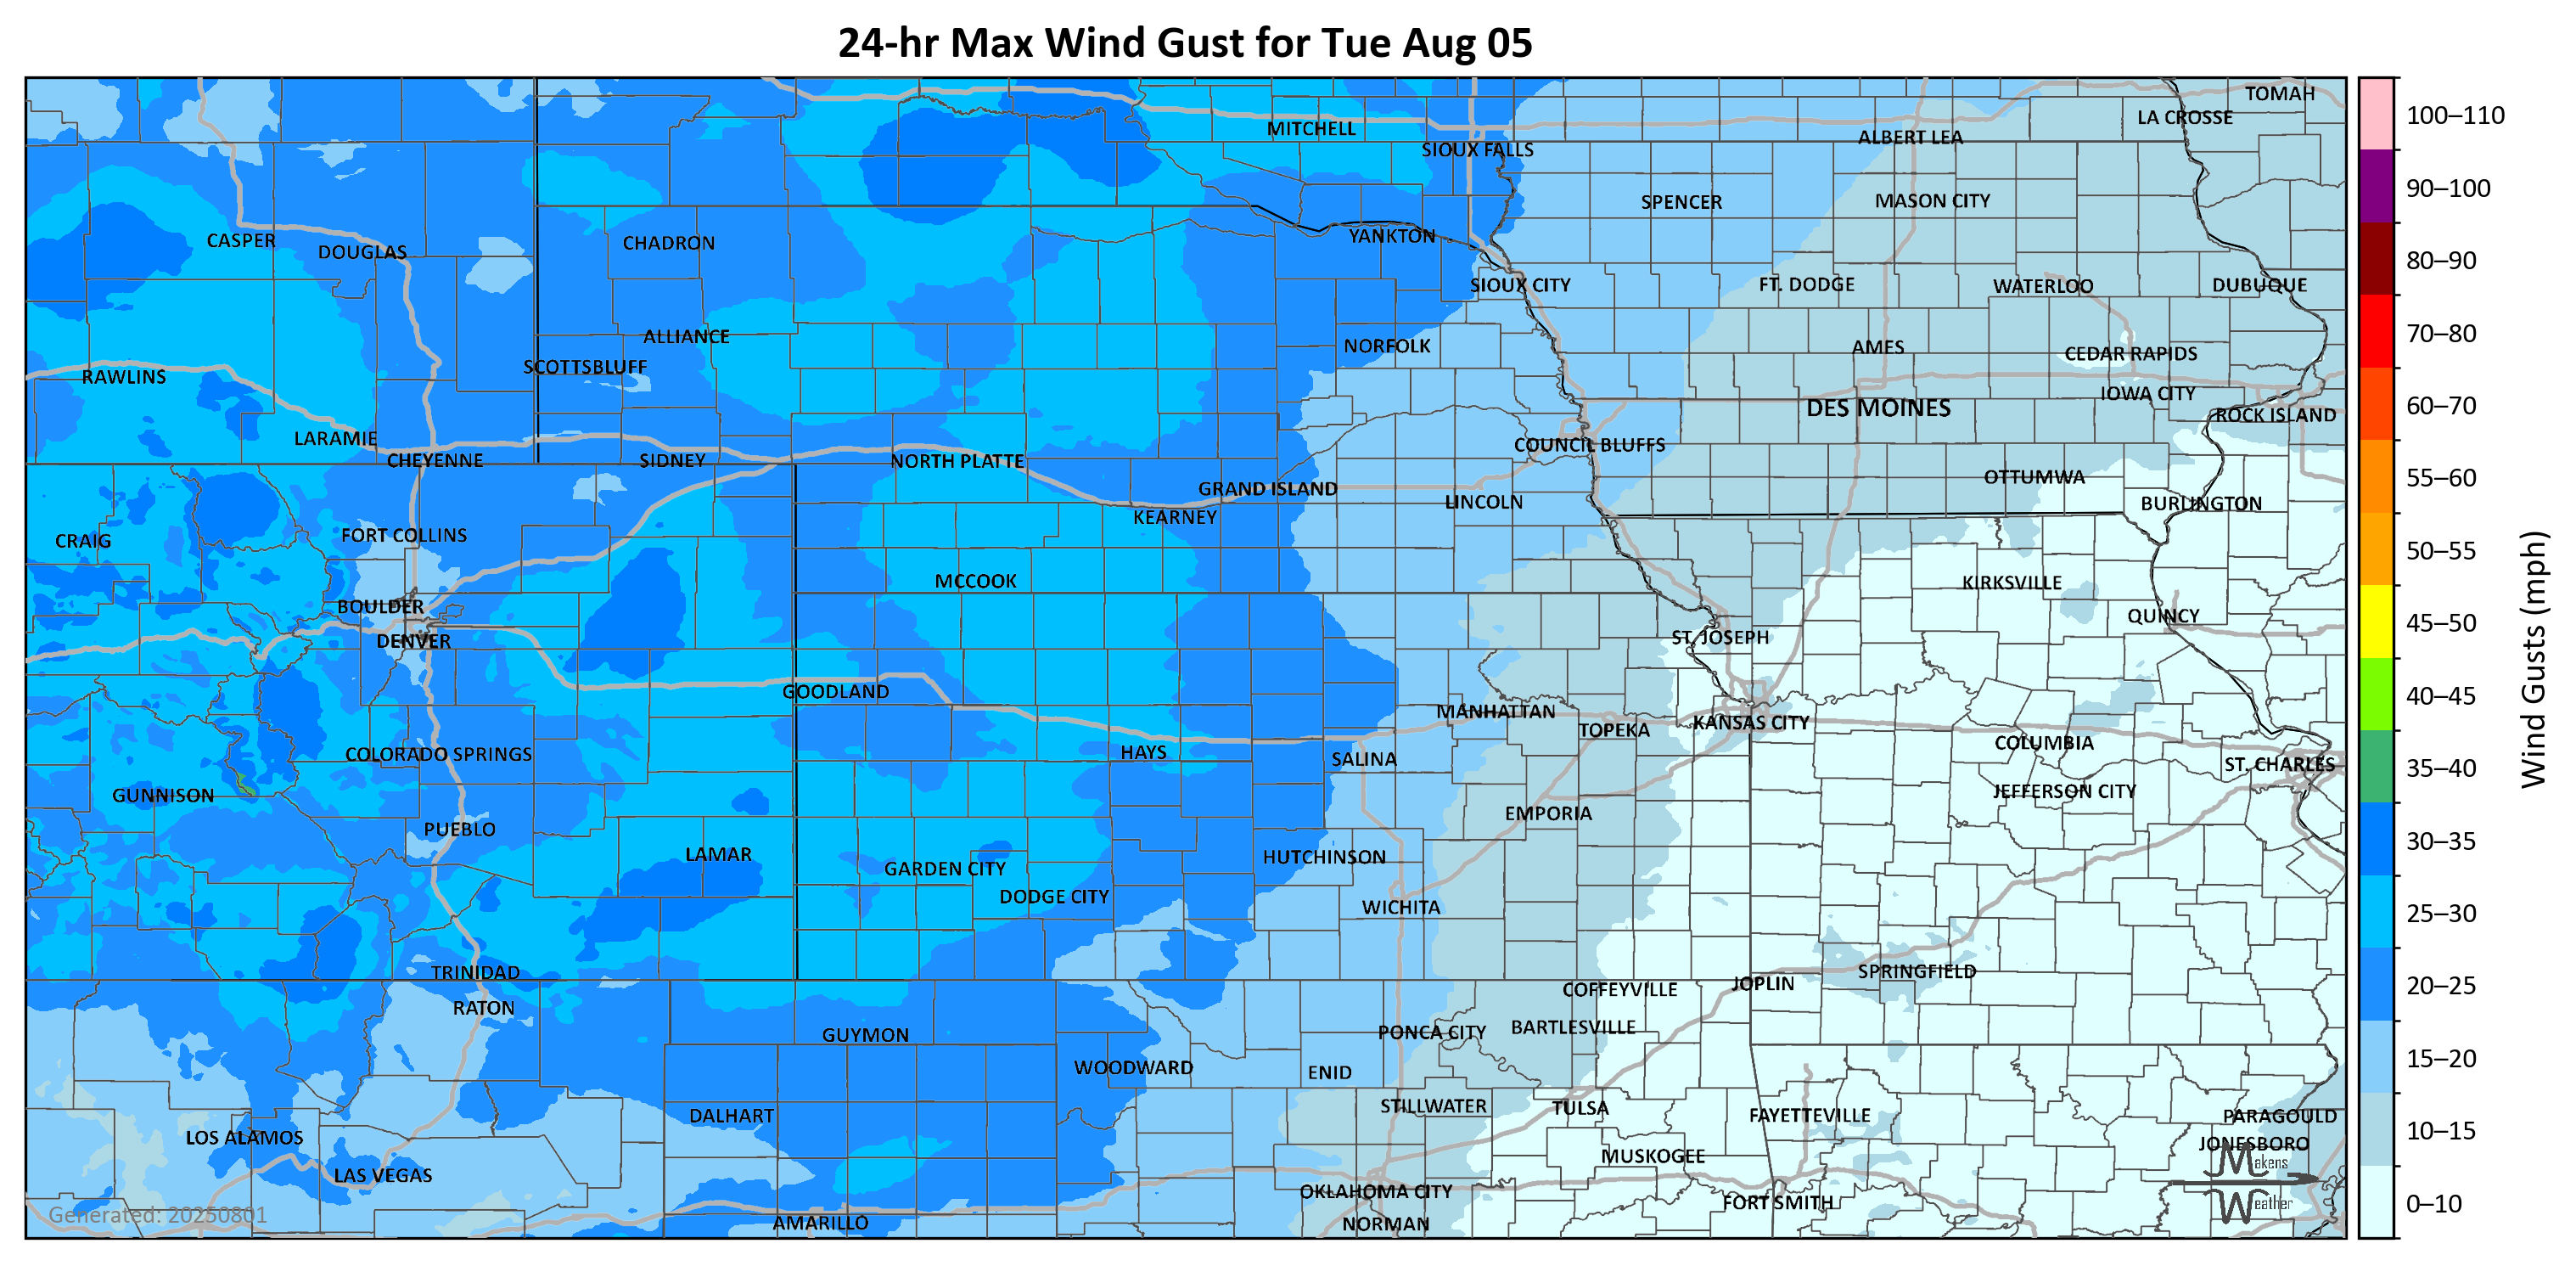 24-hr Max Wind Gust for Tue Aug 05
TOMAH
LA CROSSE
MITCHELL
ALBERT LEA
SIOUX FALLS
SPENCER
MASON CITY
CASPER
DOUGLAS
CHADRON
YANKTON
SIOUX CITY
FT. DODGE
WATERLOO
DUBUQUE
ALLIANCE
NORFOLK
AMES
CEDAR RAPIDS
SCOTTSBLUFF
RAWLINS
IOWA CITY
DES MOINES
ROCK ISLAND
LARAMIE
COUNCIL BLUFFS
CHEYENNE
SIDNEY
NORTH PLATTE
OTTUMWA
GRAND ISLAND
LINCOLN
BURLINGTON
KEARNEY
FORT COLLINS
CRAIG
MCCOOK
KIRKSVILLE
BOULDER
QUINCY
DENVER
ST. JOSEPH
GOODLAND
MANHATTAN
KANSAS CITY
TOPEKA
COLUMBIA
COLORADO SPRINGS
HAYS
SALINA
ST. CHARLES
GUNNISON
JEFFERSON CITY
EMPORIA
PUEBLO
LAMAR
HUTCHINSON
GARDEN CITY
DODGE CITY
WICHITA
TRINIDAD
SPRINGFIELD
JOPLIN
COFFEYVILLE
RATON
GUYMON
PONCA CITY
BARTLESVILLE
WOODWARD
ENID
STILLWATER
TULSA
DALHART
FAYETTEVILLE
PARAGOULD
LOS ALAMOS
JONESBORO
MUSKOGEE
LAS VEGAS
OKLAHOMA CITY
FORT SMITH
AMARILLO
NORMAN
Generated: 20250801
Makens
Weather
100–110
90–100
80–90
70–80
60–70
55–60
50–55
45–50
40–45
35–40
30–35
25–30
20–25
15–20
10–15
0–10
Wind Gusts (mph)